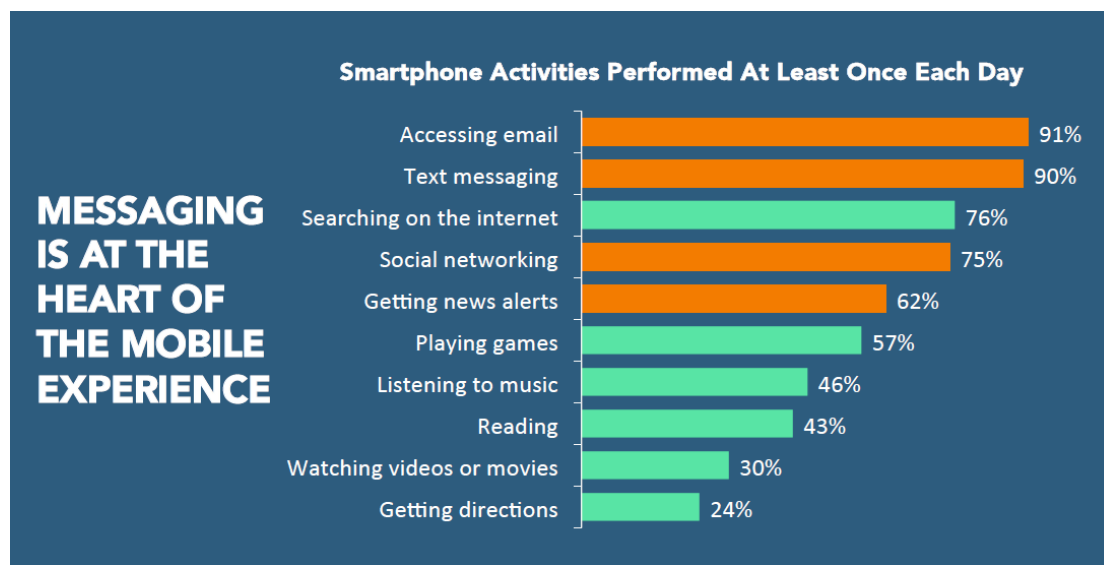 Smartphone Activities Performed At Least Once Each Day
MESSAGING
IS AT THE
HEART OF
THE MOBILE
EXPERIENCE
Accessing email 91%
Text messaging 90%
Searching on the internet 76%
Social networking 75%
Getting news alerts 62%
Playing games 57%
Listening to music 46%
Reading 43%
Watching videos or movies 30%
Getting directions 24%